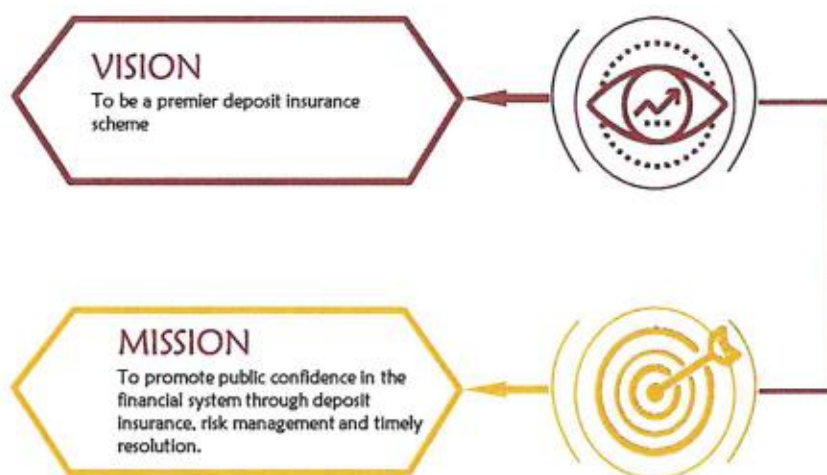 VISION
To be a premier deposit insurance
scheme
MISSION
To promote public confidence in the
financial system through deposit
insurance, risk management and timely
resolution.